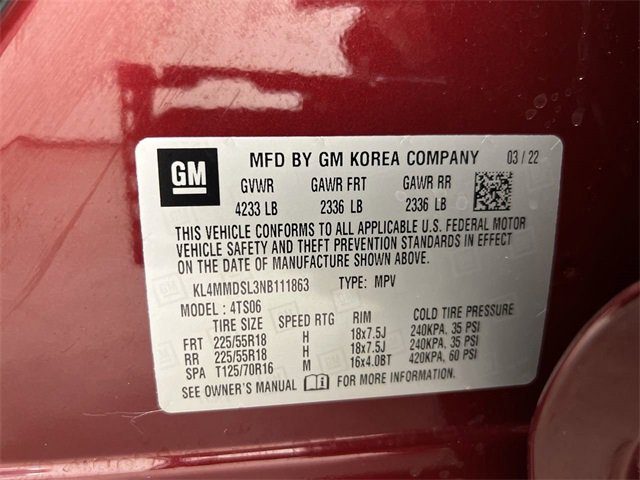 GM MFD BY GM KOREA COMPANY 03 / 22
GVWR GAWR FRT GAWR RR
4233 LB 2336 LB 2336 LB
THIS VEHICLE CONFORMS TO ALL APPLICABLE U.S. FEDERAL MOTOR
VEHICLE SAFETY AND THEFT PREVENTION STANDARDS IN EFFECT
ON THE DATE OF MANUFACTURE SHOWN ABOVE.
KL4MMDSL3NB111863 TYPE: MPV
MODEL : 4TS06
TIRE SIZE SPEED RTG RIM COLD TIRE PRESSURE
FRT 225/55R18 H 18x7.5J 240KPA, 35 PSI
RR 225/55R18 H 18x7.5J 240KPA, 35 PSI
SPA T125/70R16 M 16x4.0BT 420KPA, 60 PSI
SEE OWNER'S MANUAL FOR MORE INFORMATION.